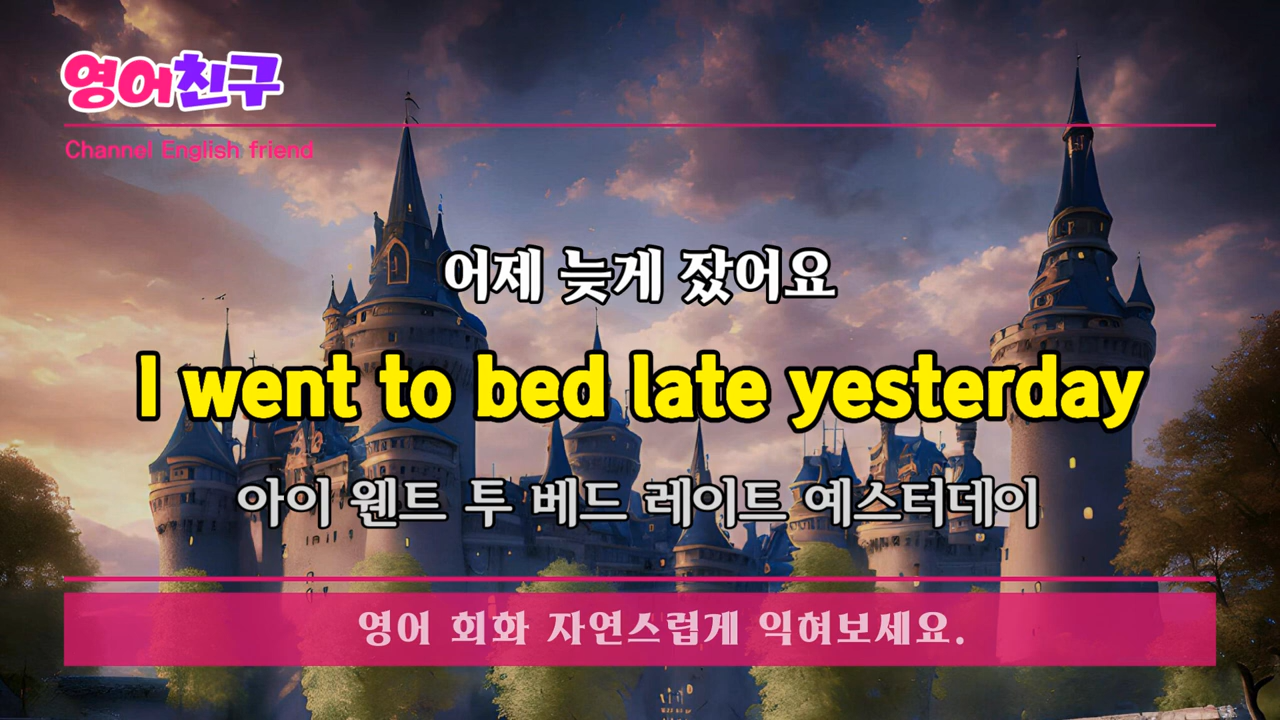 영어친구
Channel English friend
어제 늦게 잤어요
I went to bed late yesterday
아이 웬트 투 베드 레이트 예스터데이
영어 회화 자연스럽게 익혀보세요.